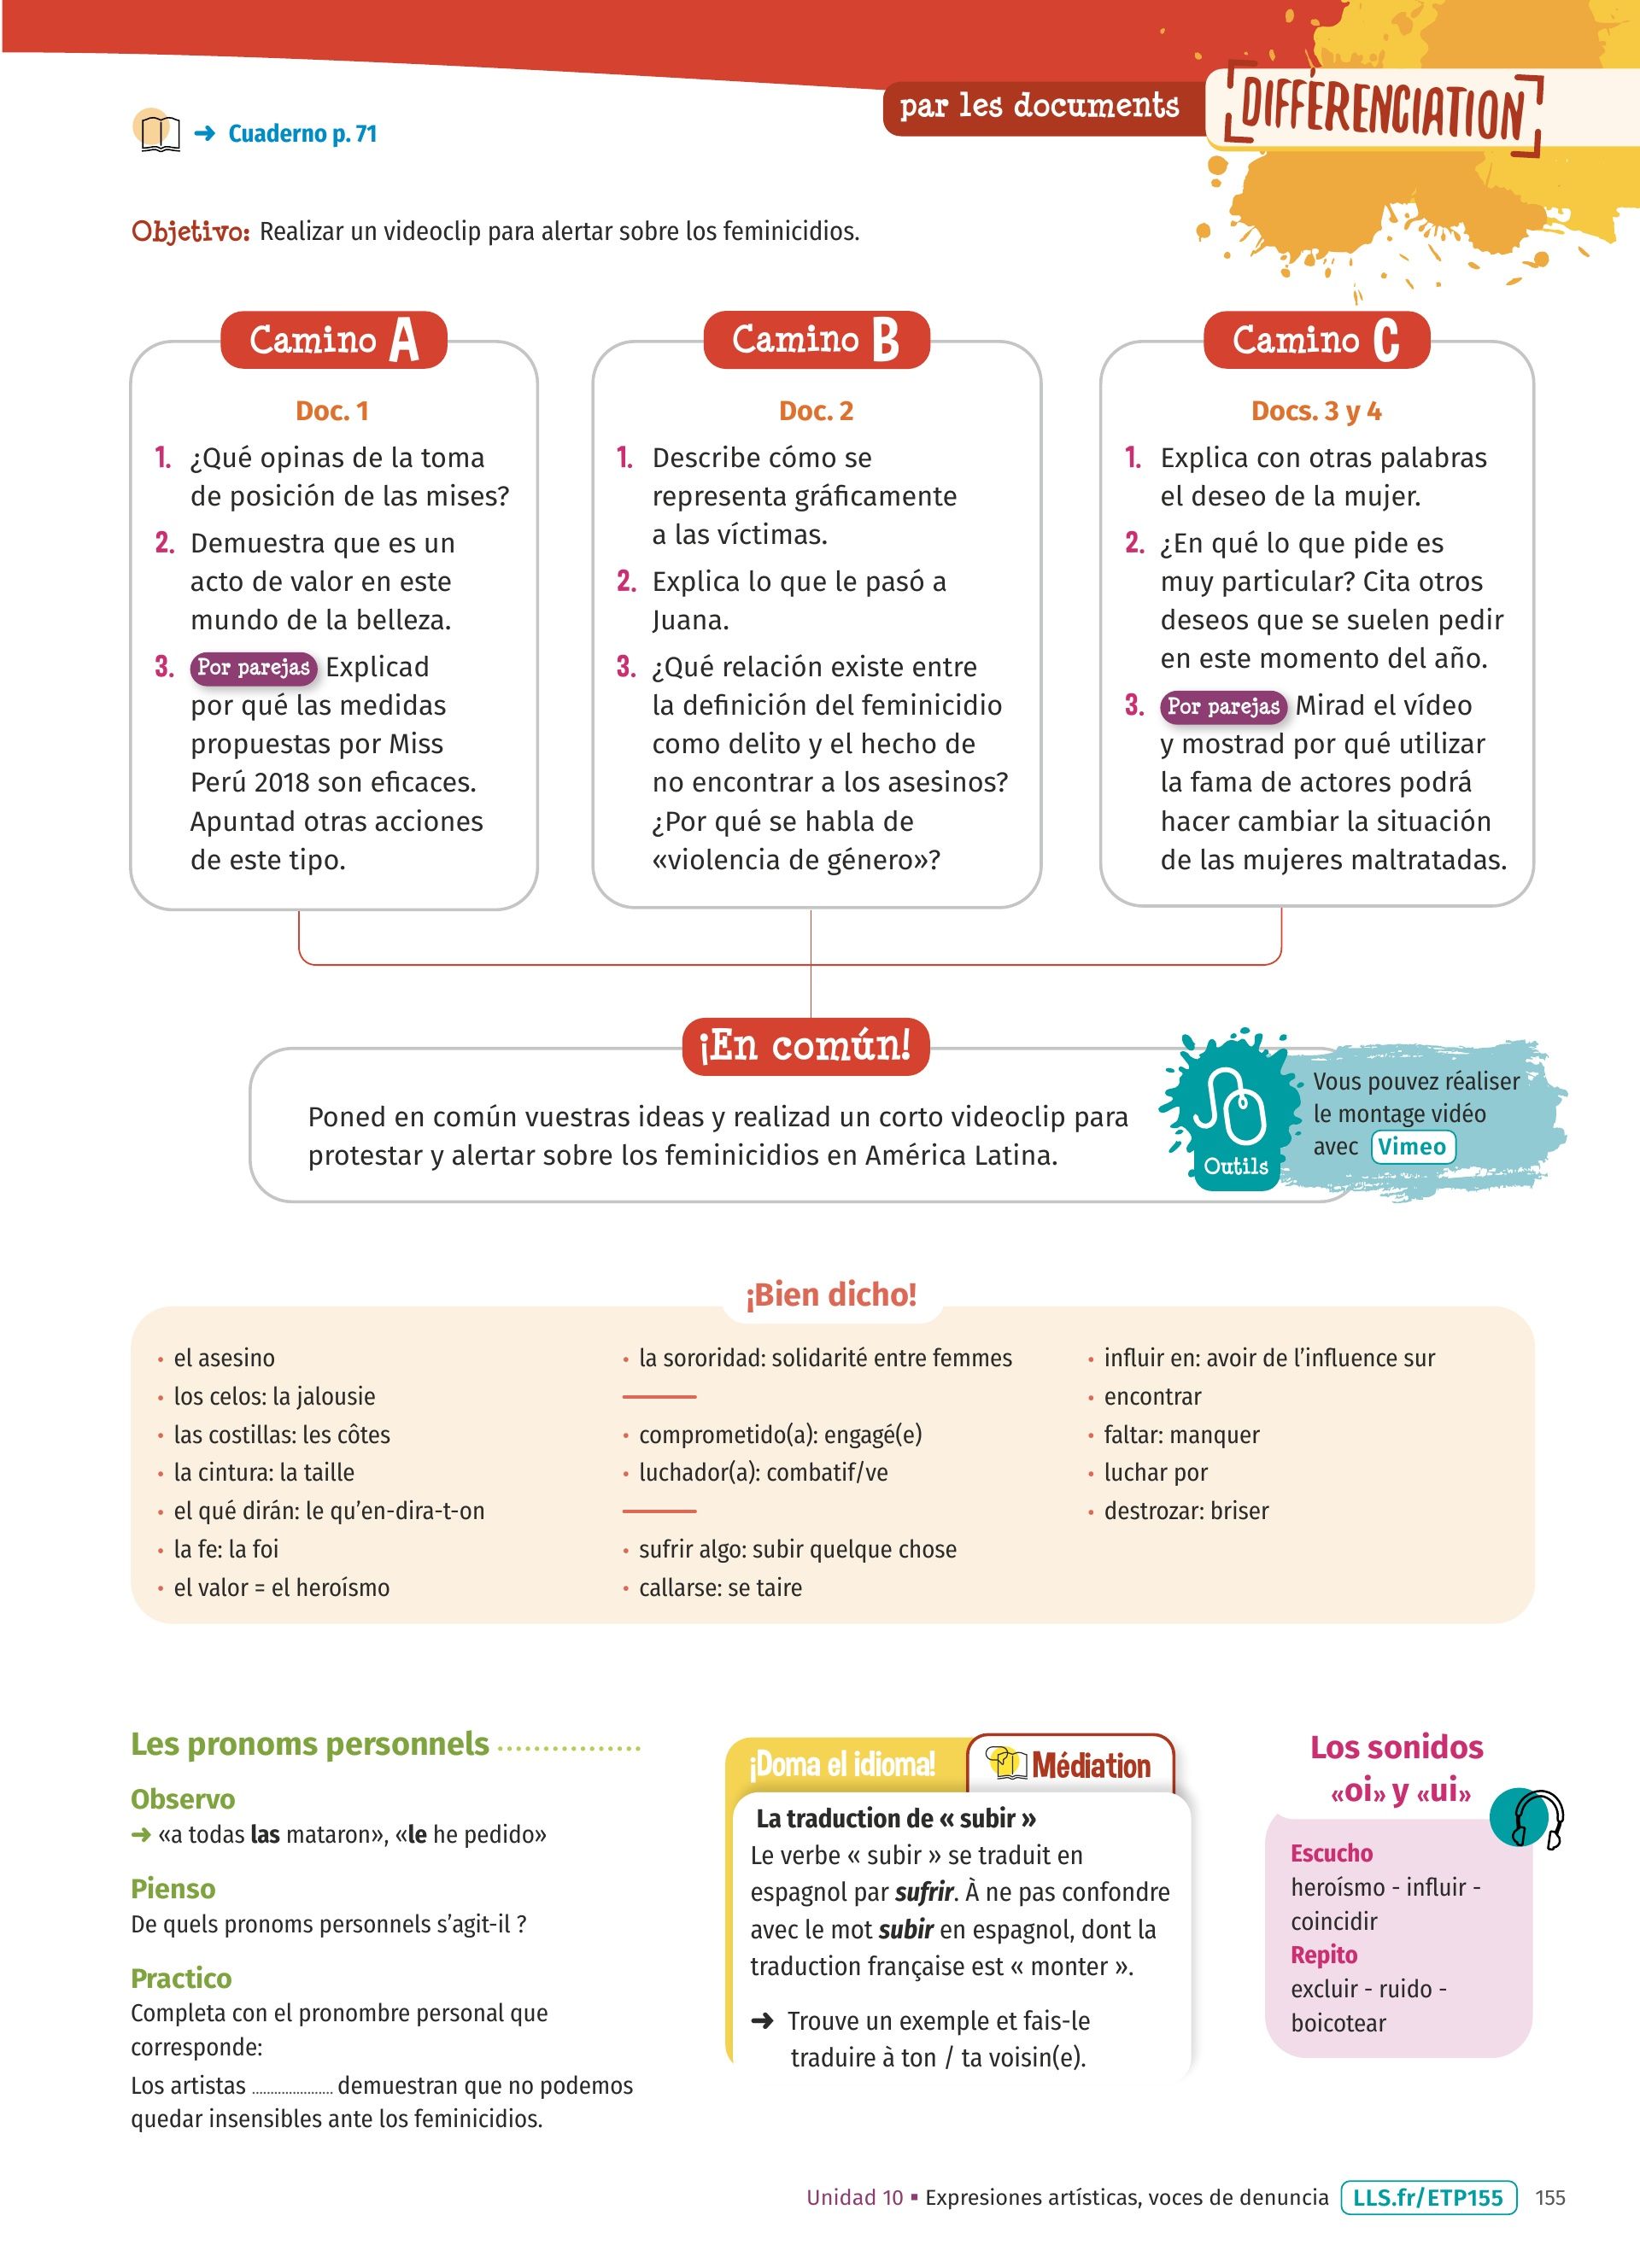 par les documents
DIFFÉRENCIATION
➜ Cuaderno p. 71
Objetivo: Realizar un videoclip para alertar sobre los feminicidios.
Camino A
Doc. 1
1. ¿Qué opinas de la toma
de posición de las mises?
2. Demuestra que es un
acto de valor en este
mundo de la belleza.
3. Por parejas Explicad
por qué las medidas
propuestas por Miss
Perú 2018 son eficaces.
Apuntad otras acciones
de este tipo.
Camino B
Doc. 2
1. Describe cómo se
representa gráficamente
a las víctimas.
2. Explica lo que le pasó a
Juana.
3. ¿Qué relación existe entre
la definición del feminicidio
como delito y el hecho de
no encontrar a los asesinos?
¿Por qué se habla de
«violencia de género»?
Camino C
Docs. 3 y 4
1. Explica con otras palabras
el deseo de la mujer.
2. ¿En qué lo que pide es
muy particular? Cita otros
deseos que se suelen pedir
en este momento del año.
3. Por parejas Mirad el vídeo
y mostrad por qué utilizar
la fama de actores podrá
hacer cambiar la situación
de las mujeres maltratadas.
¡En común!
Poned en común vuestras ideas y realizad un corto videoclip para
protestar y alertar sobre los feminicidios en América Latina.
Outils
Vous pouvez réaliser
le montage vidéo
avec Vimeo
¡Bien dicho!
• el asesino
• los celos: la jalousie
• las costillas: les côtes
• la cintura: la taille
• el qué dirán: le qu'en-dira-t-on
• la fe: la foi
• el valor = el heroísmo
• la sororidad: solidarité entre femmes
• comprometido(a): engagé(e)
• luchador(a): combatif/ve
• sufrir algo: subir quelque chose
• callarse: se taire
• influir en: avoir de l'influence sur
• encontrar
• faltar: manquer
• luchar por
• destrozar: briser
Les pronoms personnels ................
Observo
➜ «a todas las mataron», «le he pedido»
Pienso
De quels pronoms personnels s'agit-il ?
Practico
Completa con el pronombre personal que
corresponde:
Los artistas ...................... demuestran que no podemos
quedar insensibles ante los feminicidios.
¡Doma el idioma!
Médiation
La traduction de « subir »
Le verbe « subir » se traduit en
espagnol par sufrir. À ne pas confondre
avec le mot subir en espagnol, dont la
traduction française est « monter ».
➜ Trouve un exemple et fais-le
traduire à ton / ta voisin(e).
Los sonidos
«oi» y «ui»
Escucho
heroísmo - influir -
coincidir
Repito
excluir - ruido -
boicotear
Unidad 10 ▪ Expresiones artísticas, voces de denuncia LLS.fr/ETP155 155